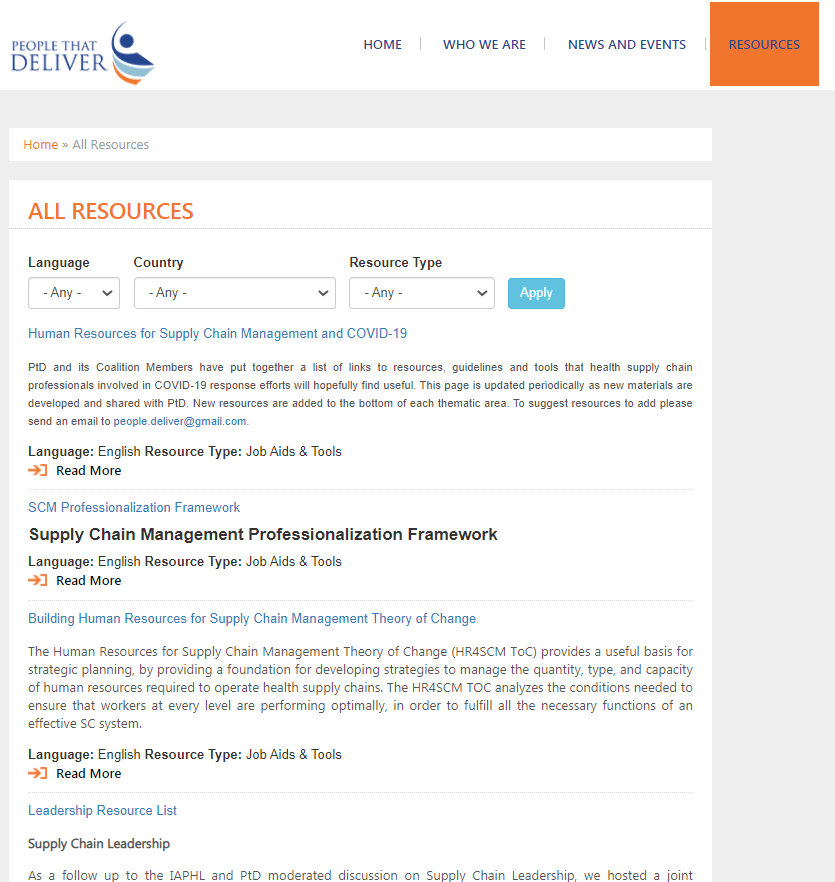 PEOPLE THAT
DELIVER
HOME
WHO WE ARE
NEWS AND EVENTS
RESOURCES
Home » All Resources
ALL RESOURCES
Language Country Resource Type
- Any - - Any - - Any - Apply
Human Resources for Supply Chain Management and COVID-19
PtD and its Coalition Members have put together a list of links to resources, guidelines and tools that health supply chain
professionals involved in COVID-19 response efforts will hopefully find useful. This page is updated periodically as new materials are
developed and shared with PtD. New resources are added to the bottom of each thematic area. To suggest resources to add please
send an email to people.deliver@gmail.com.
Language: English Resource Type: Job Aids & Tools
Read More
SCM Professionalization Framework
Supply Chain Management Professionalization Framework
Language: English Resource Type: Job Aids & Tools
Read More
Building Human Resources for Supply Chain Management Theory of Change
The Human Resources for Supply Chain Management Theory of Change (HR4SCM ToC) provides a useful basis for
strategic planning, by providing a foundation for developing strategies to manage the quantity, type, and capacity
of human resources required to operate health supply chains. The HR4SCM TOC analyzes the conditions needed to
ensure that workers at every level are performing optimally, in order to fulfill all the necessary functions of an
effective SC system.
Language: English Resource Type: Job Aids & Tools
Read More
Leadership Resource List
Supply Chain Leadership
As a follow up to the IAPHL and PtD moderated discussion on Supply Chain Leadership, we hosted a joint